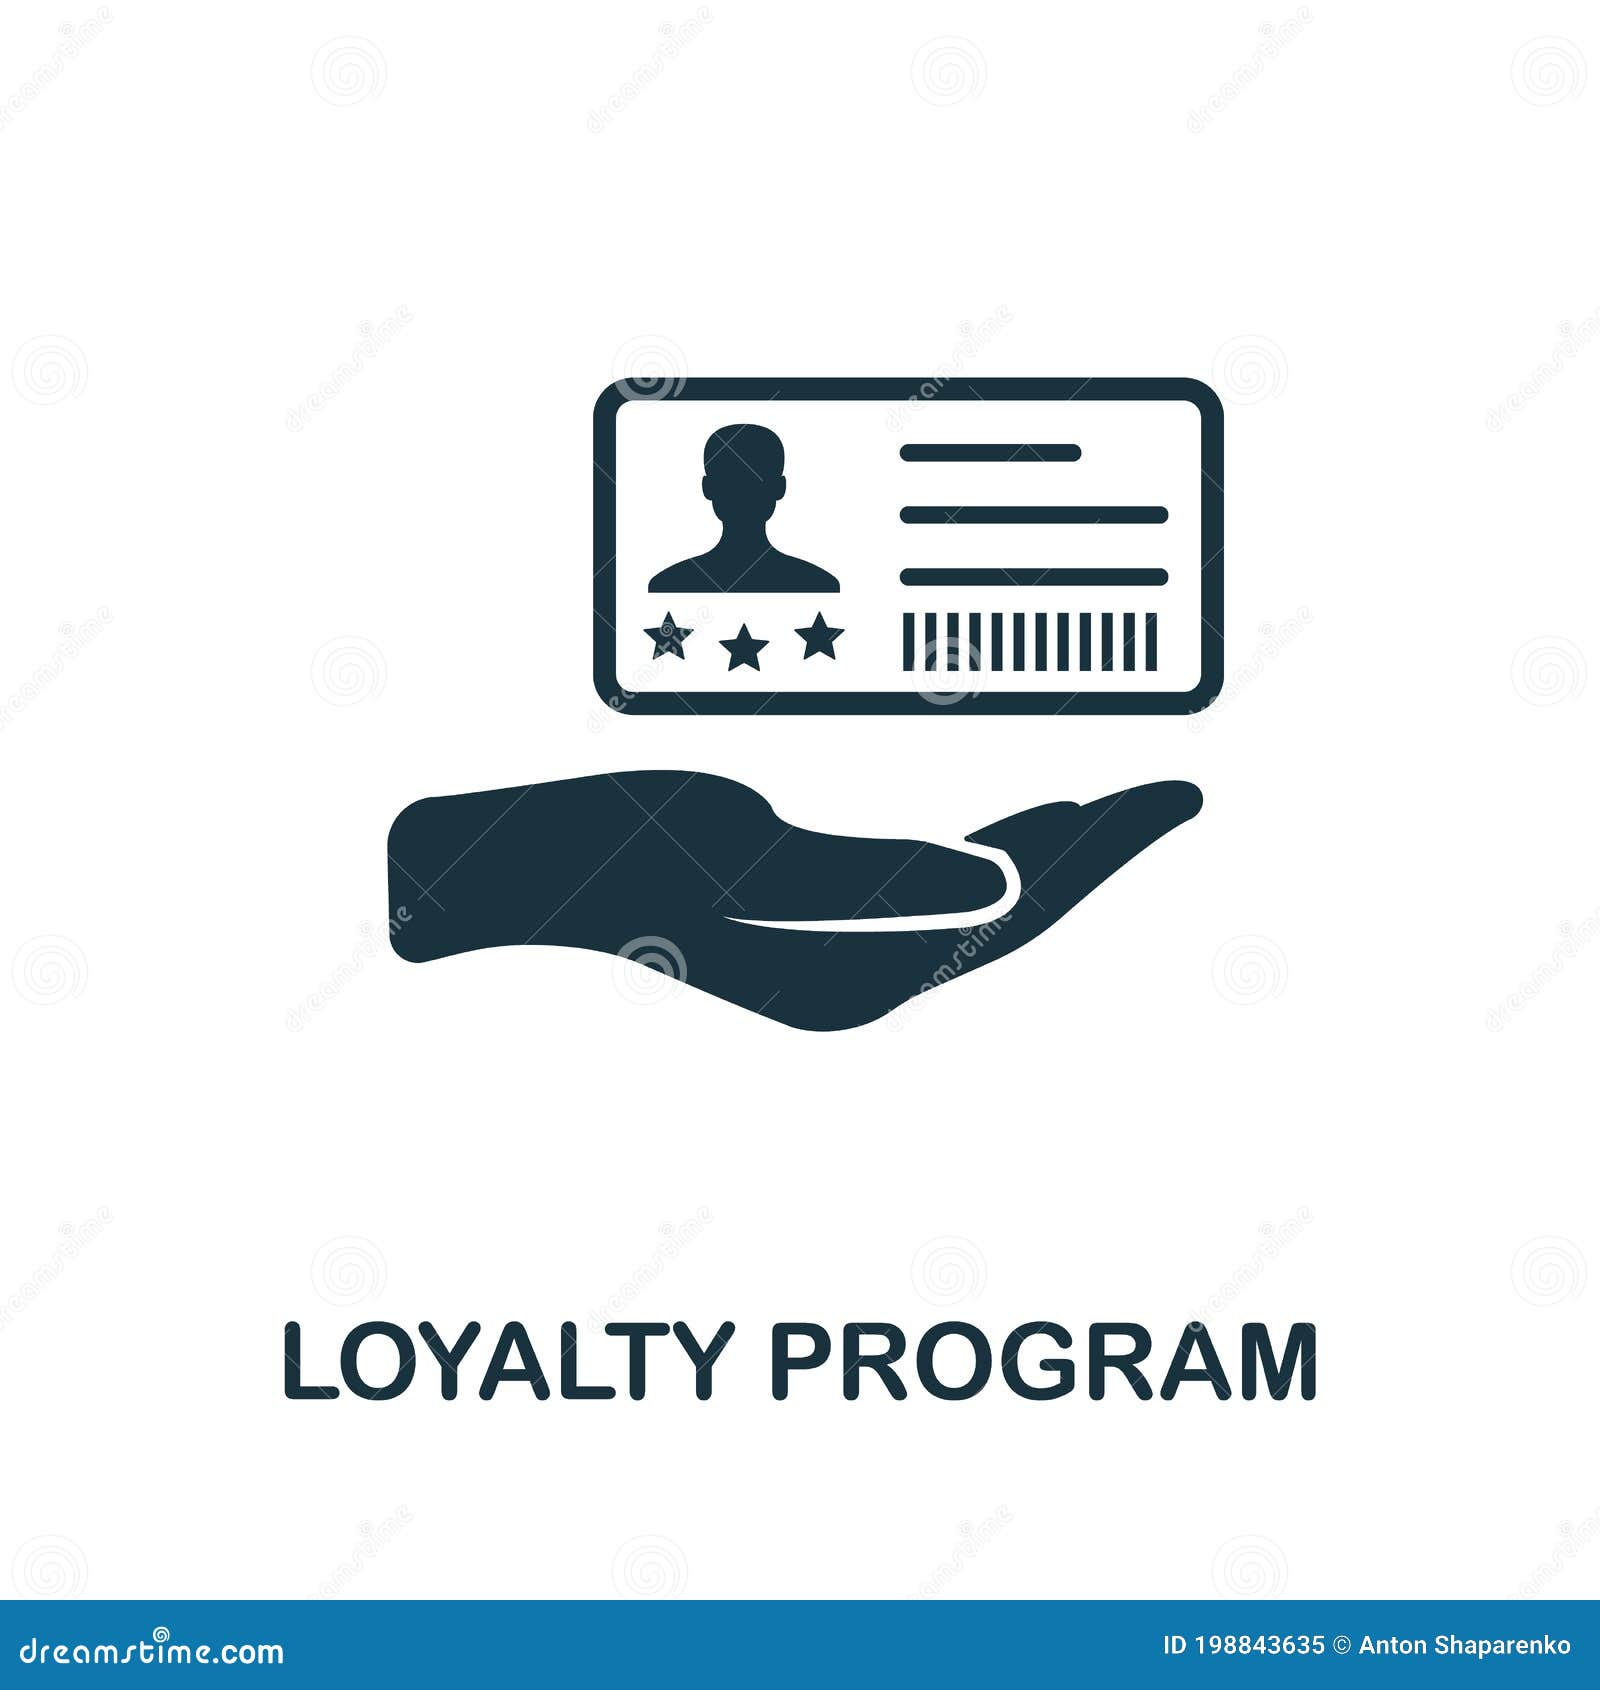 LOYALTY PROGRAM
dreamstime.com
ID 198843635 © Anton Shaparenko